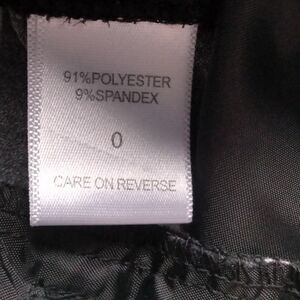 91%POLYESTER
9%SPANDEX
0
CARE ON REVERSE